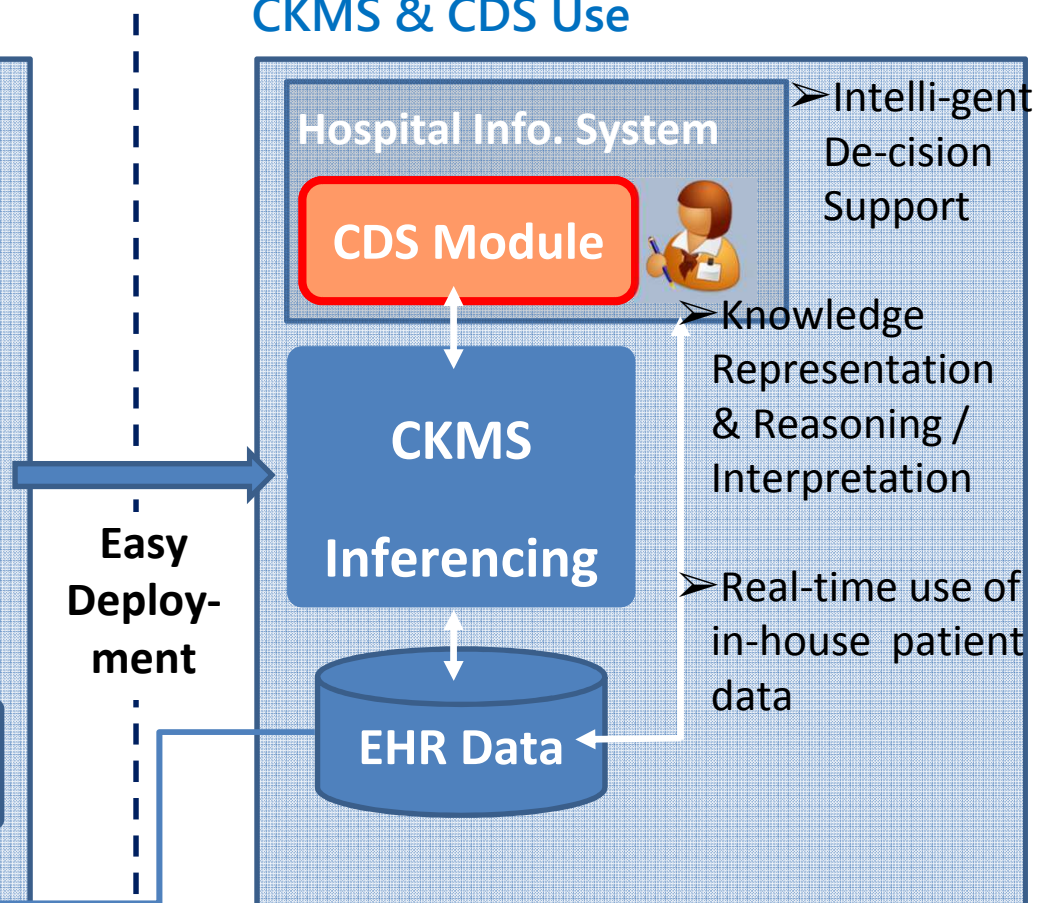 CKMS & CDS Use
Hospital Info. System
CDS Module
CKMS
Inferencing
EHR Data
➢Intelli-gent
De-cision
Support
➢Knowledge
Representation
& Reasoning /
Interpretation
➢Real-time use of
in-house patient
data
Easy
Deploy-
ment